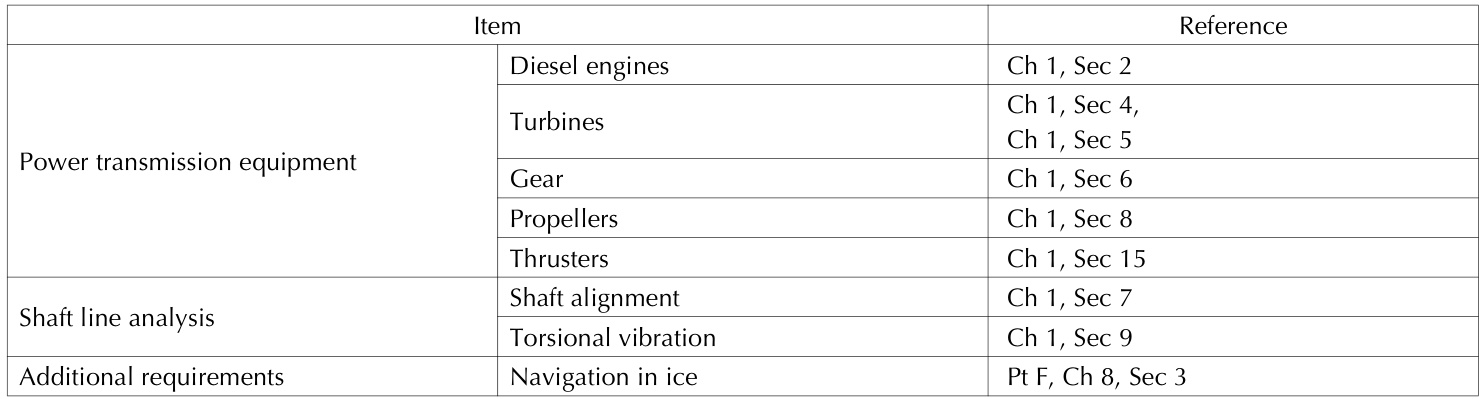 Item Reference
Power transmission equipment
Diesel engines Ch 1, Sec 2
Turbines Ch 1, Sec 4,
Ch 1, Sec 5
Gear Ch 1, Sec 6
Propellers Ch 1, Sec 8
Thrusters Ch 1, Sec 15
Shaft line analysis
Shaft alignment Ch 1, Sec 7
Torsional vibration Ch 1, Sec 9
Additional requirements Navigation in ice Pt F, Ch 8, Sec 3